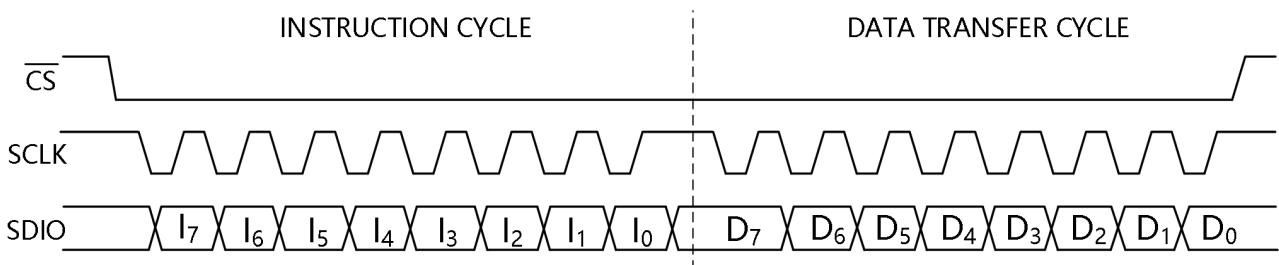 INSTRUCTION CYCLE DATA TRANSFER CYCLE
CS
SCLK
SDIO I7 I6 I5 I4 I3 I2 I1 I0 D7 D6 D5 D4 D3 D2 D1 D0